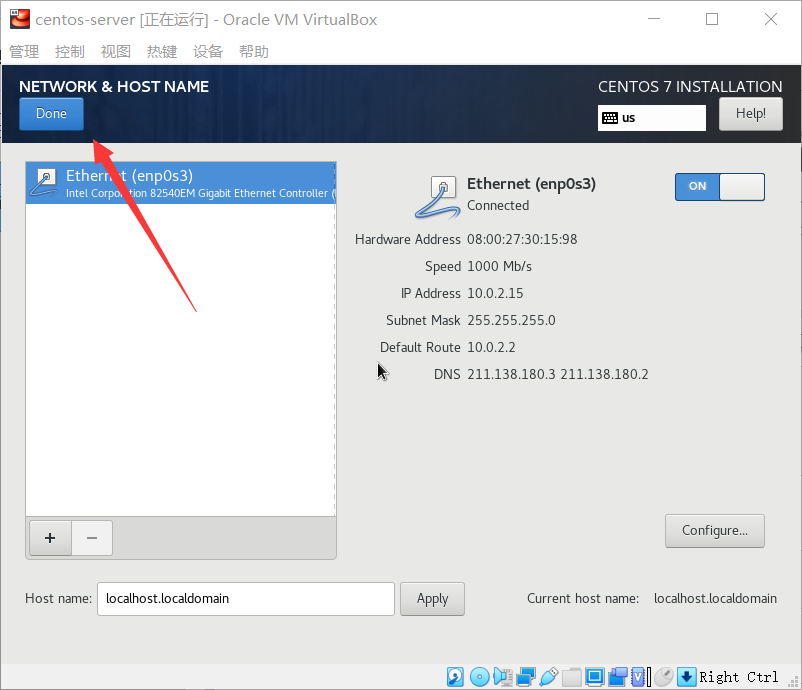 centos-server [正在运行] - Oracle VM VirtualBox
管理 控制 视图 热键 设备 帮助
NETWORK & HOST NAME
CENTOS 7 INSTALLATION
Done
us
Help!
Ethernet (enp0s3)
Intel Corporation 82540EM Gigabit Ethernet Controller (
Ethernet (enp0s3)
Connected
ON
Hardware Address 08:00:27:30:15:98
Speed 1000 Mb/s
IP Address 10.0.2.15
Subnet Mask 255.255.255.0
Default Route 10.0.2.2
DNS 211.138.180.3 211.138.180.2
+ −
Configure...
Host name: localhost.localdomain Apply Current host name: localhost.localdomain
Right Ctrl